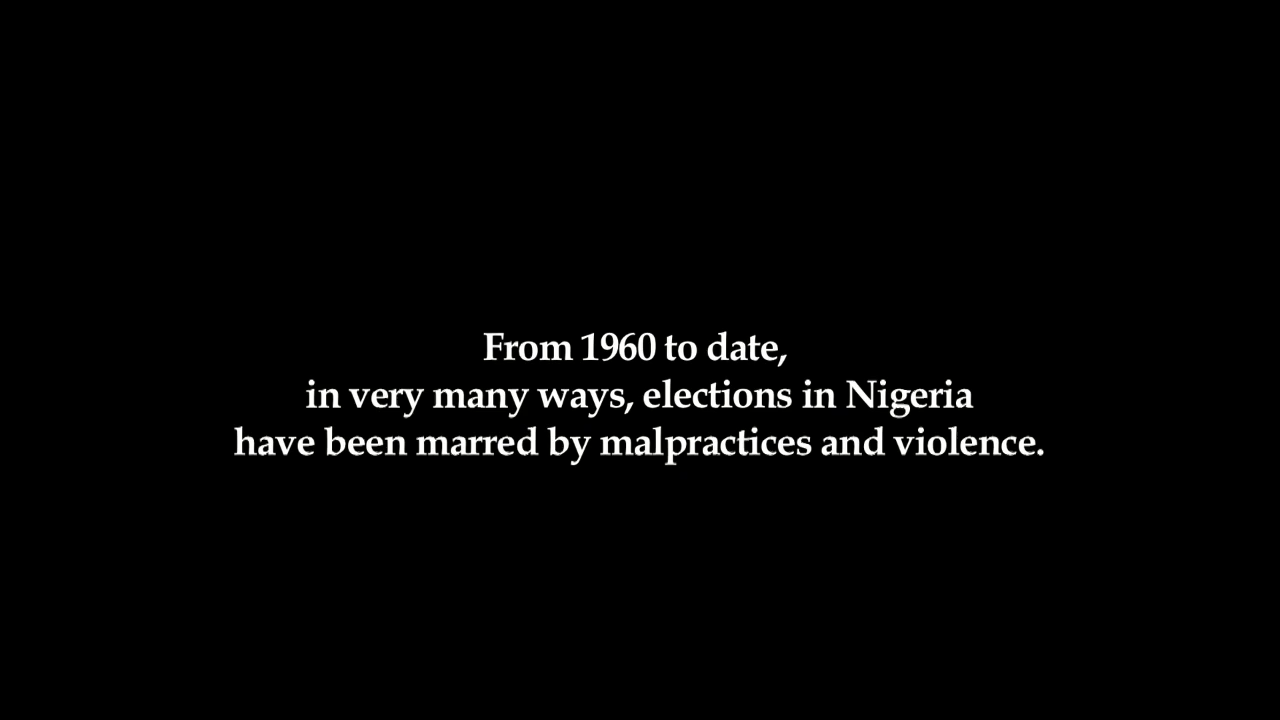 From 1960 to date,
in very many ways, elections in Nigeria
have been marred by malpractices and violence.